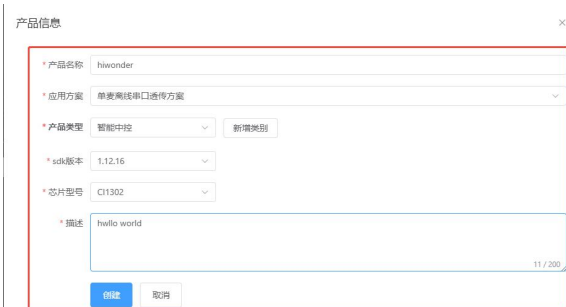 产品信息
* 产品名称 hiwonder
* 应用方案 单麦离线串口透传方案
* 产品类型 智能中控 新增类别
* sdk版本 1.12.16
* 芯片型号 CI1302
* 描述 hwllo world
11 / 200
创建 取消